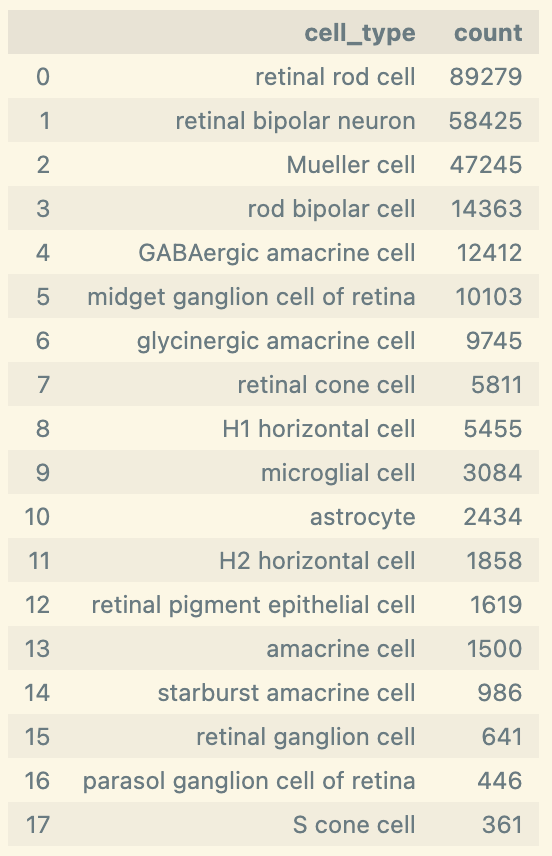 cell_type count
0 retinal rod cell 89279
1 retinal bipolar neuron 58425
2 Mueller cell 47245
3 rod bipolar cell 14363
4 GABAergic amacrine cell 12412
5 midget ganglion cell of retina 10103
6 glycinergic amacrine cell 9745
7 retinal cone cell 5811
8 H1 horizontal cell 5455
9 microglial cell 3084
10 astrocyte 2434
11 H2 horizontal cell 1858
12 retinal pigment epithelial cell 1619
13 amacrine cell 1500
14 starburst amacrine cell 986
15 retinal ganglion cell 641
16 parasol ganglion cell of retina 446
17 S cone cell 361